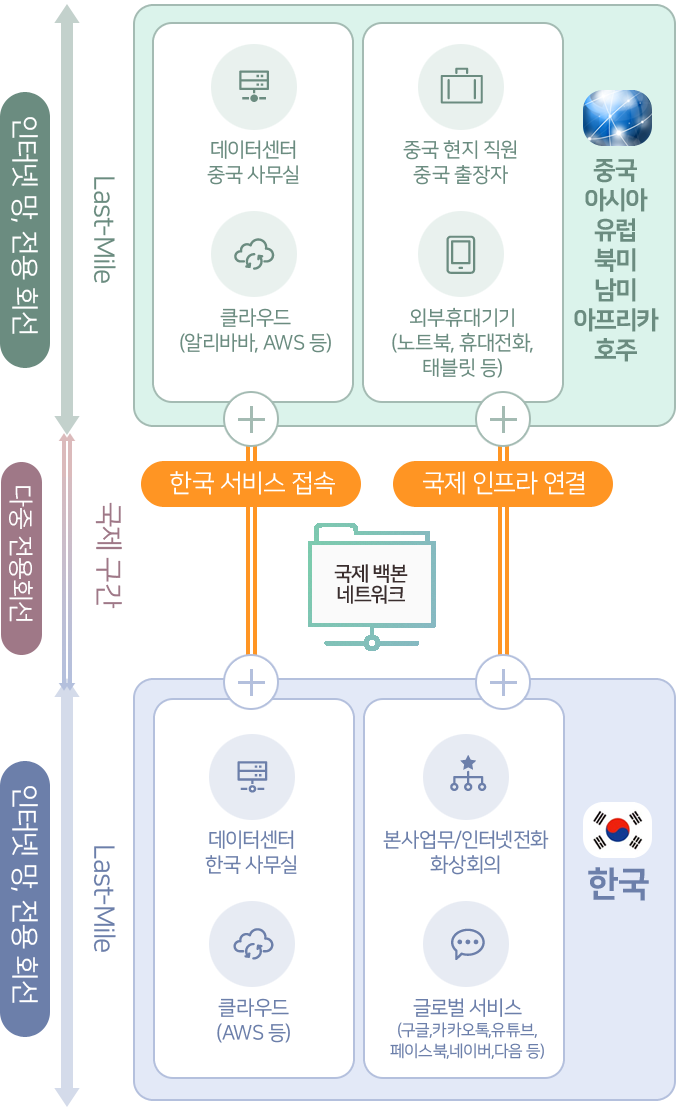 인터넷 망, 전용 회선
Last-Mile
데이터센터
중국 사무실
중국 현지 직원
중국 출장자
클라우드
(알리바바, AWS 등)
외부휴대기기
(노트북, 휴대전화,
태블릿 등)
중국
아시아
유럽
북미
남미
아프리카
호주
다중 전용회선
국제 구간
한국 서비스 접속
국제 인프라 연결
국제 백본
네트워크
인터넷 망, 전용 회선
Last-Mile
데이터센터
한국 사무실
본사업무/인터넷전화
화상회의
클라우드
(AWS 등)
글로벌 서비스
(구글,카카오톡,유튜브,
페이스북,네이버,다음 등)
한국